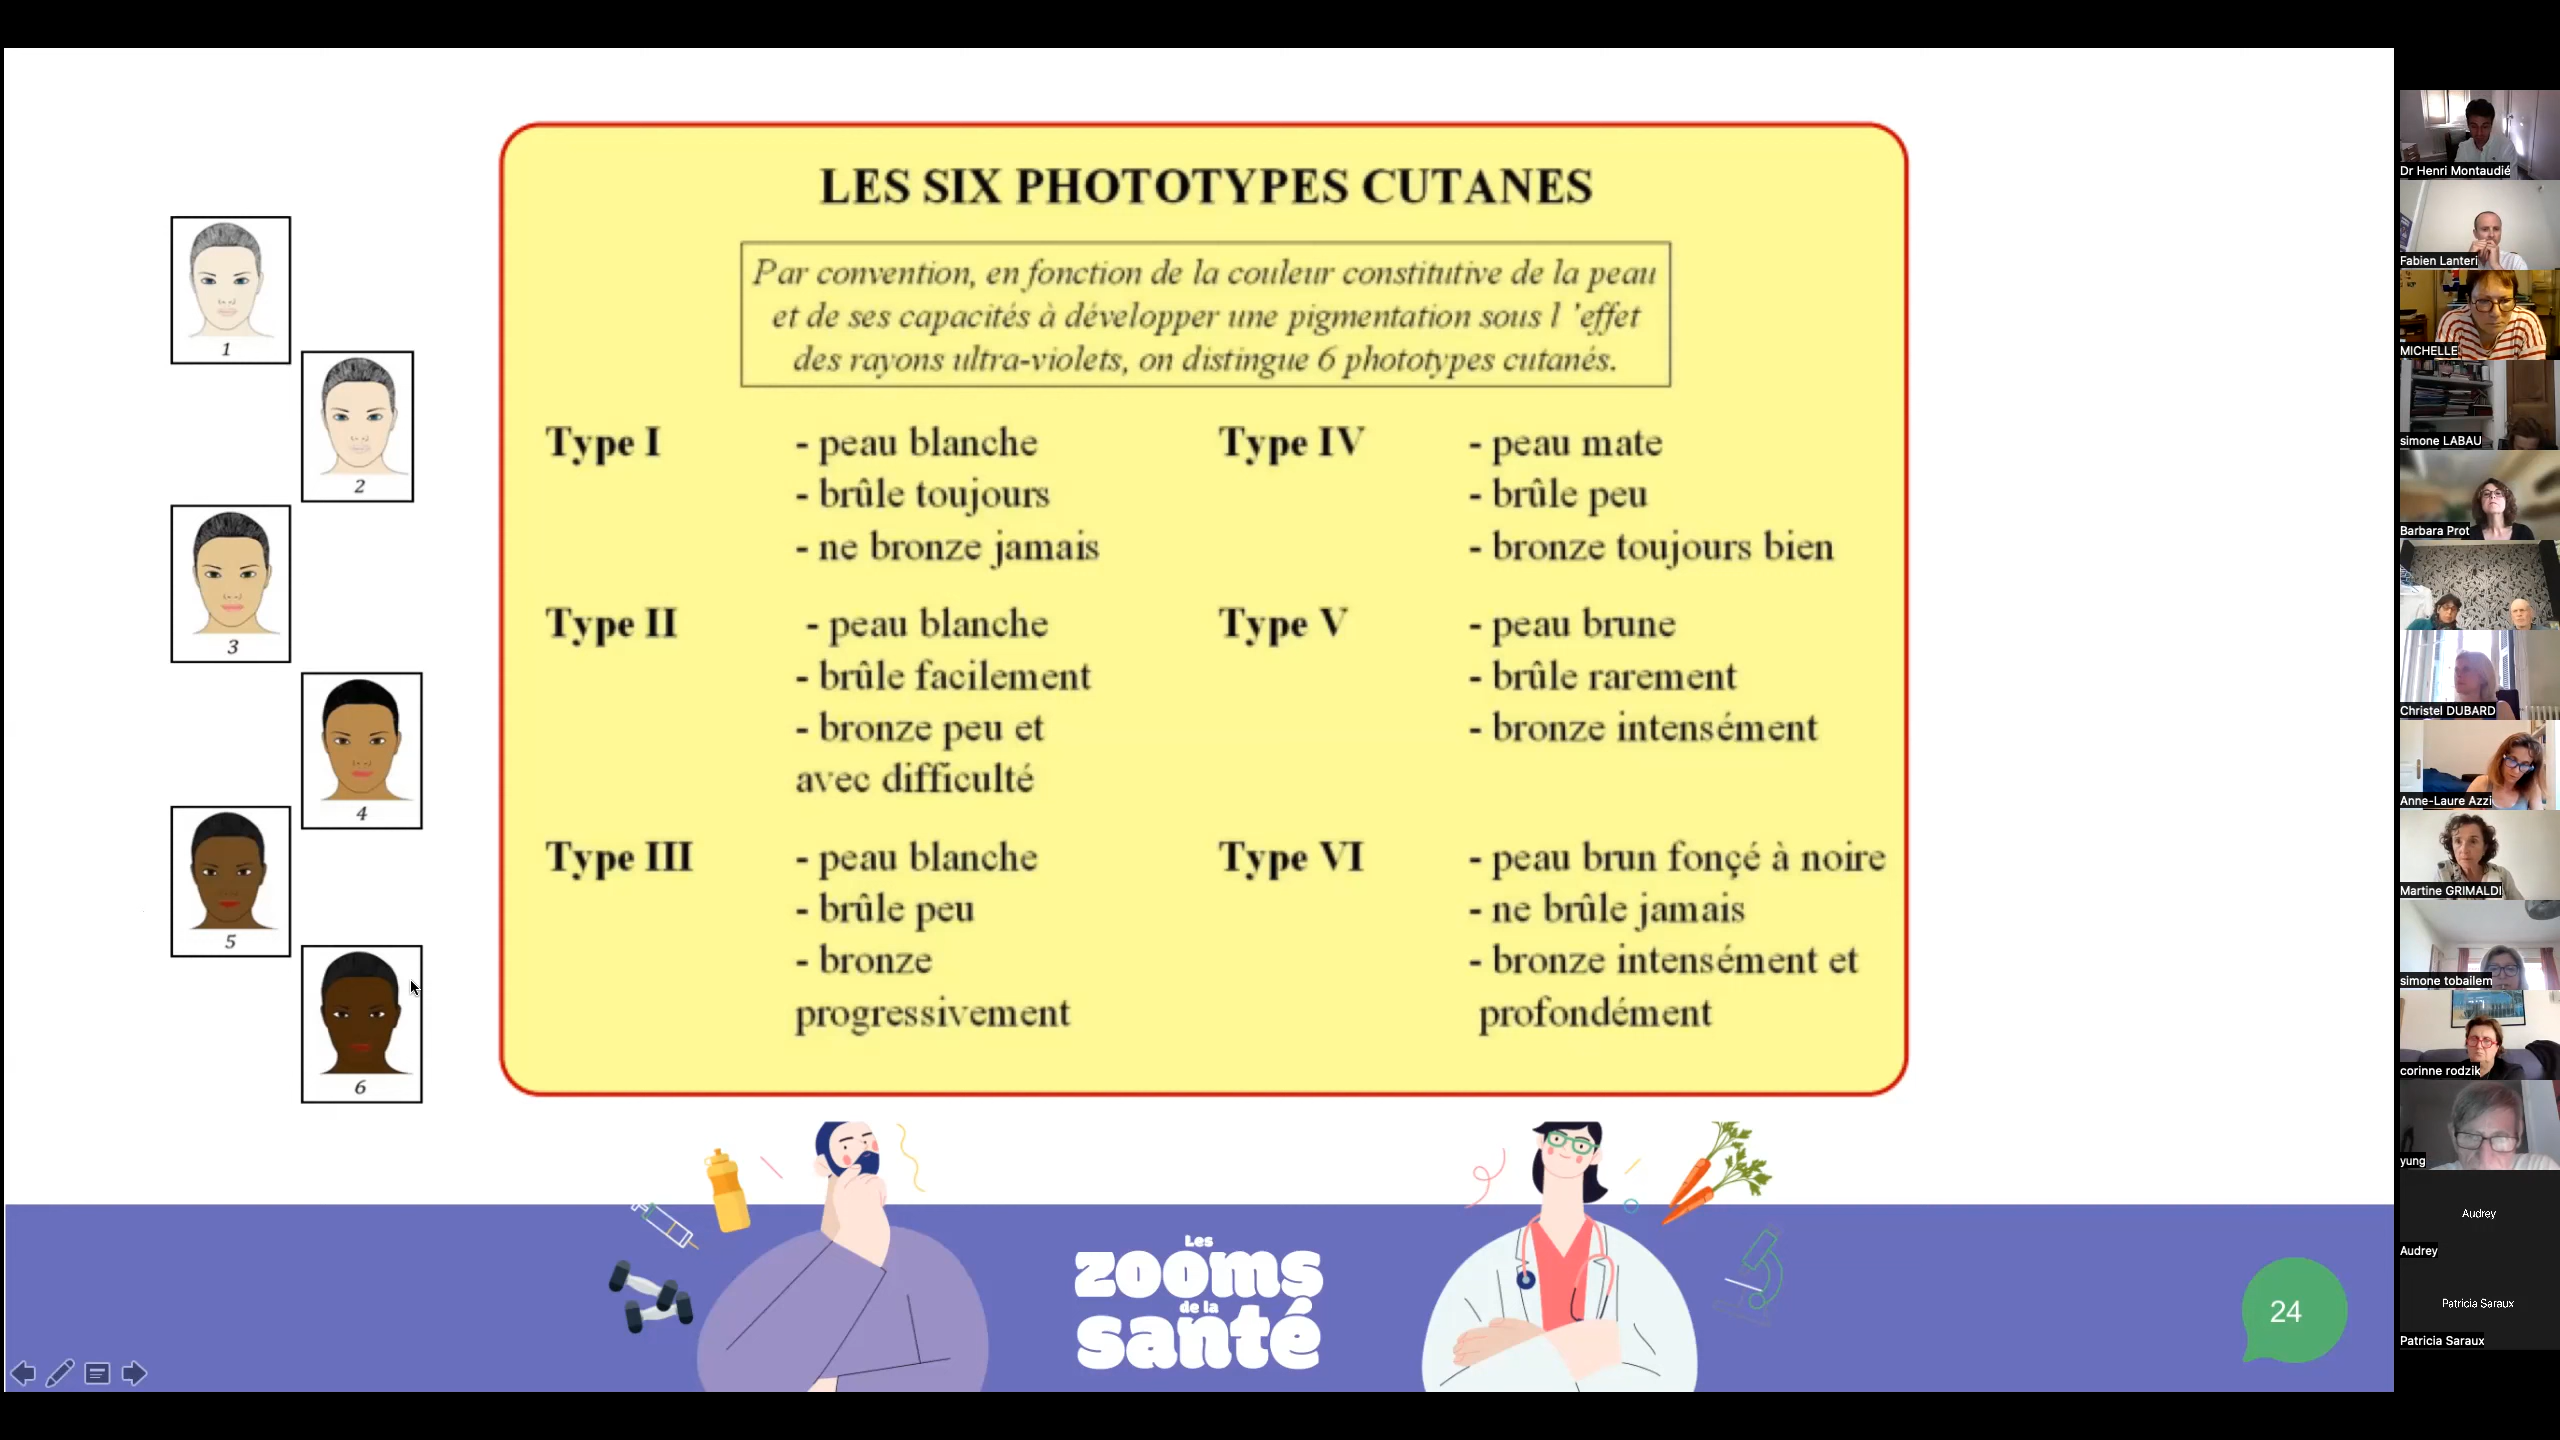 LES SIX PHOTOTYPES CUTANES
Par convention, en fonction de la couleur constitutive de la peau
et de ses capacités à développer une pigmentation sous l 'effet
des rayons ultra-violets, on distingue 6 phototypes cutanés.
Type I
- peau blanche
- brûle toujours
- ne bronze jamais
Type II
- peau blanche
- brûle facilement
- bronze peu et
avec difficulté
Type III
- peau blanche
- brûle peu
- bronze
progressivement
Type IV
- peau mate
- brûle peu
- bronze toujours bien
Type V
- peau brune
- brûle rarement
- bronze intensément
Type VI
- peau brun fonçé à noire
- ne brûle jamais
- bronze intensément et
profondément
1
2
3
4
5
6
Les
zooms
de la
santé
24
Dr Henri Montaudié
Fabien Lanteri
MICHELLE
simone LABAU
Barbara Prot
Christel DUBARD
Anne-Laure Azzi
Martine GRIMALDI
simone tobailem
corinne rodzik
yung
Audrey
Audrey
Patricia Saraux
Patricia Saraux